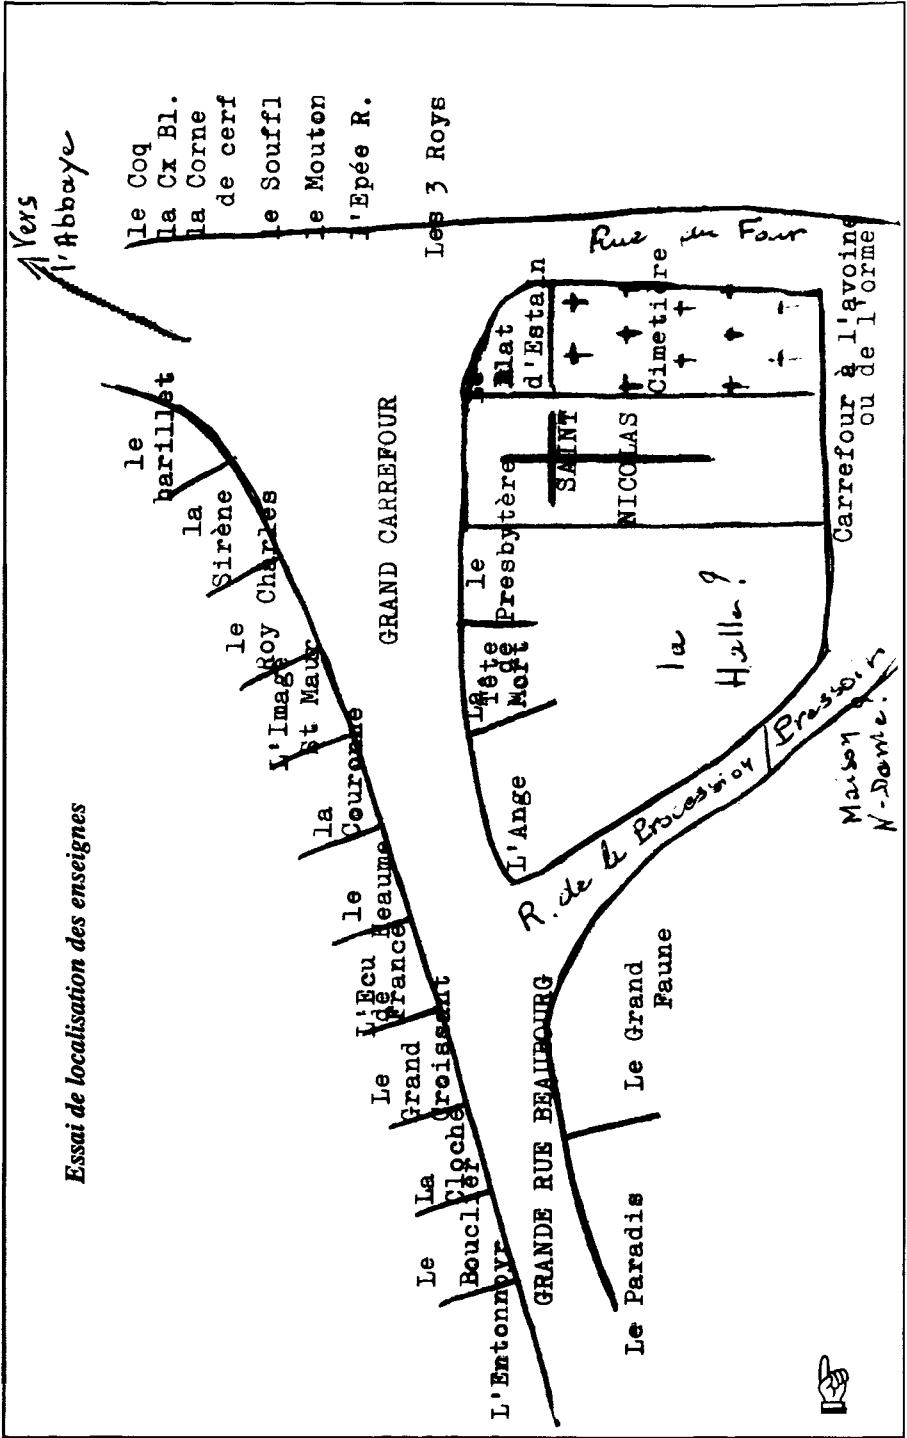 Essai de localisation des enseignes
Vers
l'Abbaye
le Coq
la Cx Bl.
la Corne
de cerf
le Souffl
le Mouton
l'Epée R.
Les 3 Roys
le
barillet
la
Sirène
le
Roy Charles
L'Image
St Maur
la
Couronne
le
Heaume
L'Ecu
de
France
Le
Grand
Croissant
La
Cloche
Le
Bouclier
L'Entonnoyr
GRAND CARREFOUR
GRANDE RUE BEAUBOURG
Le
Plat
d'Estain
Cimetière
Rue du Four
SAINT
NICOLAS
le
Presbytère
La
Tête
de
Mort
L'Ange
la
Halle ?
Carrefour à l'avoine
ou de l'orme
R. de la Procession / Pressoir
Maison
N-Dame.
Le Grand
Faune
Le Paradis